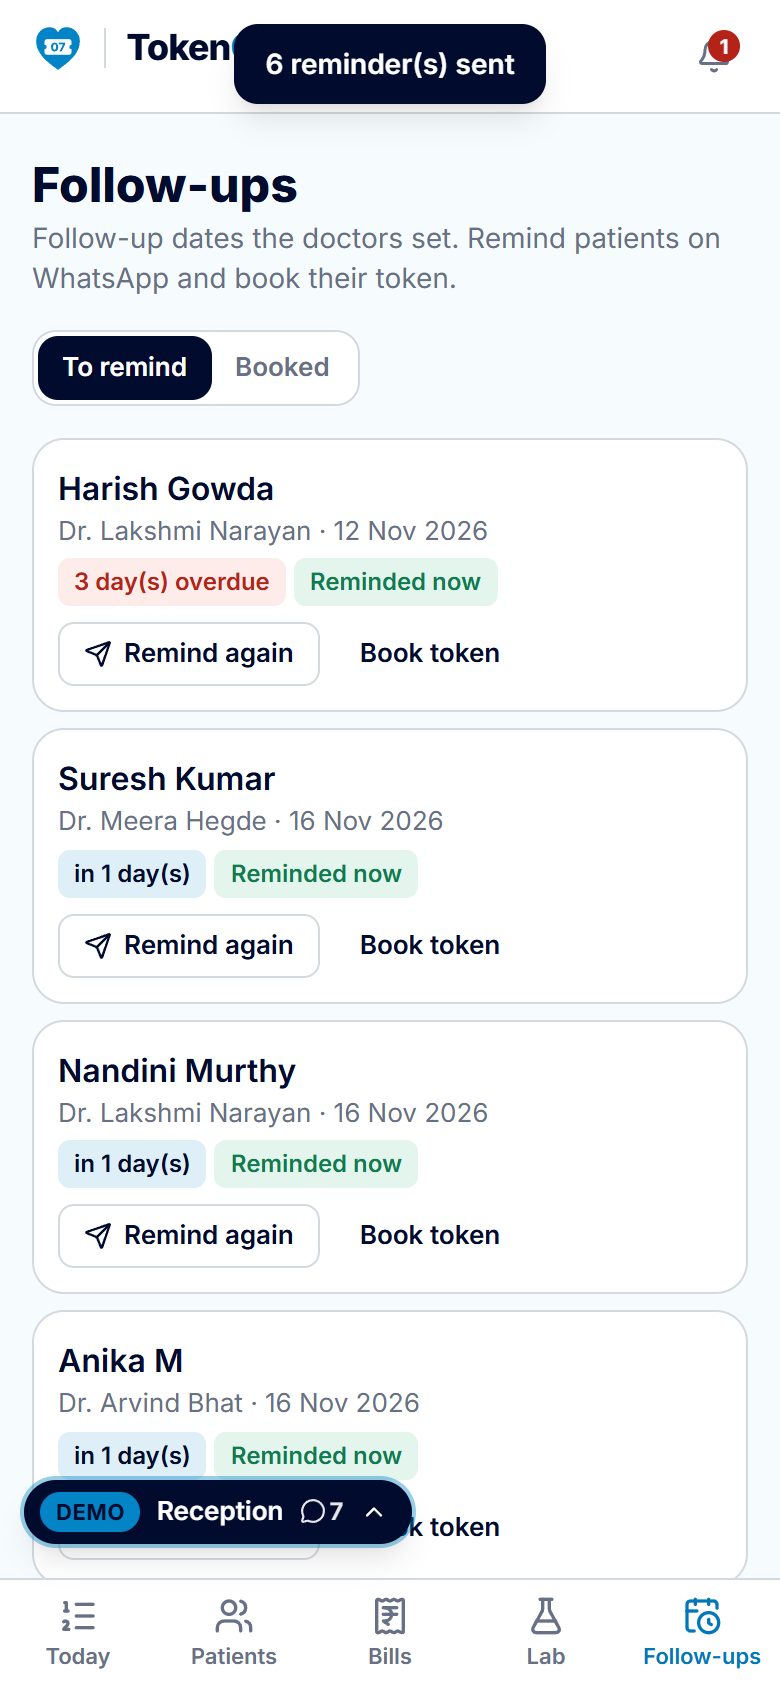 07
Token
6 reminder(s) sent
1
Follow-ups
Follow-up dates the doctors set. Remind patients on
WhatsApp and book their token.
To remind
Booked
Harish Gowda
Dr. Lakshmi Narayan · 12 Nov 2026
3 day(s) overdue
Reminded now
Remind again
Book token
Suresh Kumar
Dr. Meera Hegde · 16 Nov 2026
in 1 day(s)
Reminded now
Remind again
Book token
Nandini Murthy
Dr. Lakshmi Narayan · 16 Nov 2026
in 1 day(s)
Reminded now
Remind again
Book token
Anika M
Dr. Arvind Bhat · 16 Nov 2026
in 1 day(s)
Reminded now
DEMO
Reception
7
token
Today
Patients
Bills
Lab
Follow-ups